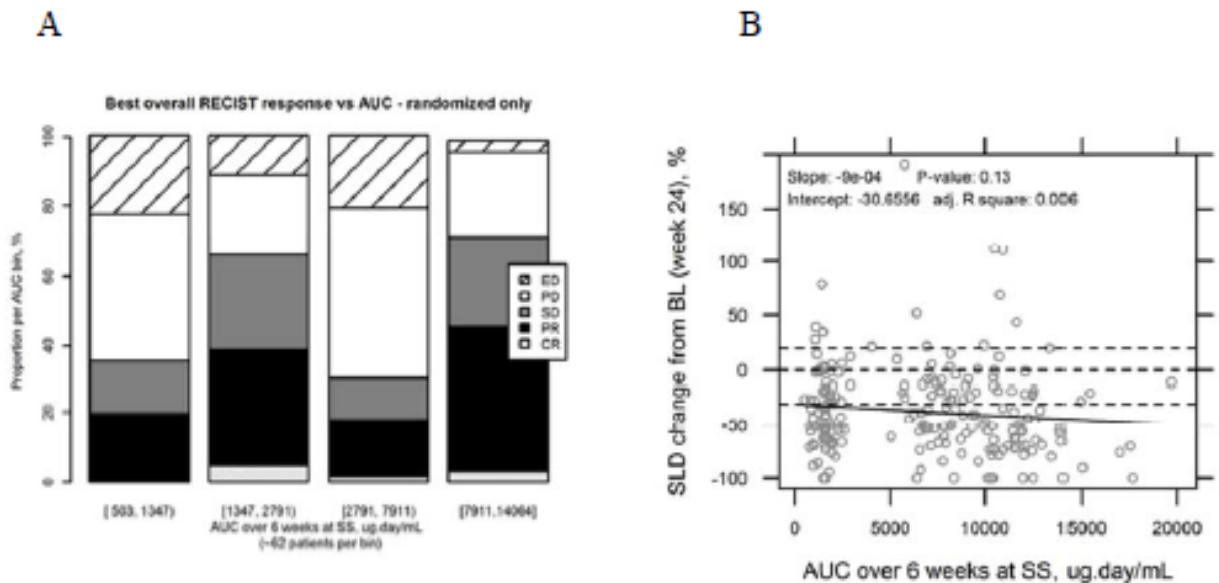 A
B
Best overall RECIST response vs AUC - randomized only
Proportion per AUC bin, %
100
80
60
40
20
0
ED
PD
SD
PR
CR
[ 503, 1347)
[1347, 2791)
[2791, 7911)
[7911,14064]
AUC over 6 weeks at SS, ug.day/mL
(~62 patients per bin)
SLD change from BL (week 24), %
Slope: -9e-04 P-value: 0.13
Intercept: -30.6556 adj. R square: 0.006
150
100
50
0
-50
-100
0 5000 10000 15000 20000
AUC over 6 weeks at SS, ug.day/mL